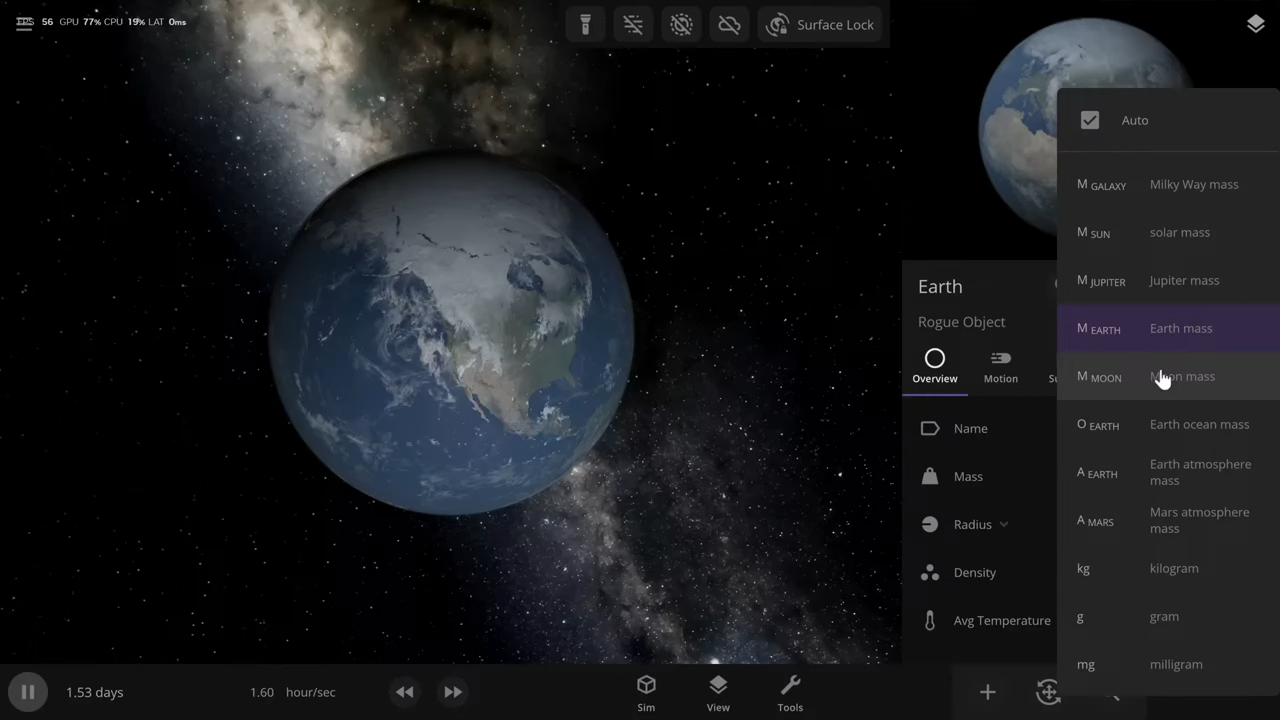 FPS 56 GPU 77% CPU 19% LAT 0ms
Surface Lock
Auto
M GALAXY Milky Way mass
M SUN solar mass
M JUPITER Jupiter mass
M EARTH Earth mass
M MOON Moon mass
O EARTH Earth ocean mass
A EARTH Earth atmosphere
mass
A MARS Mars atmosphere
mass
kg kilogram
g gram
mg milligram
Earth
Rogue Object
Overview Motion Su
Name
Mass
Radius
Density
Avg Temperature
1.53 days 1.60 hour/sec
Sim View Tools